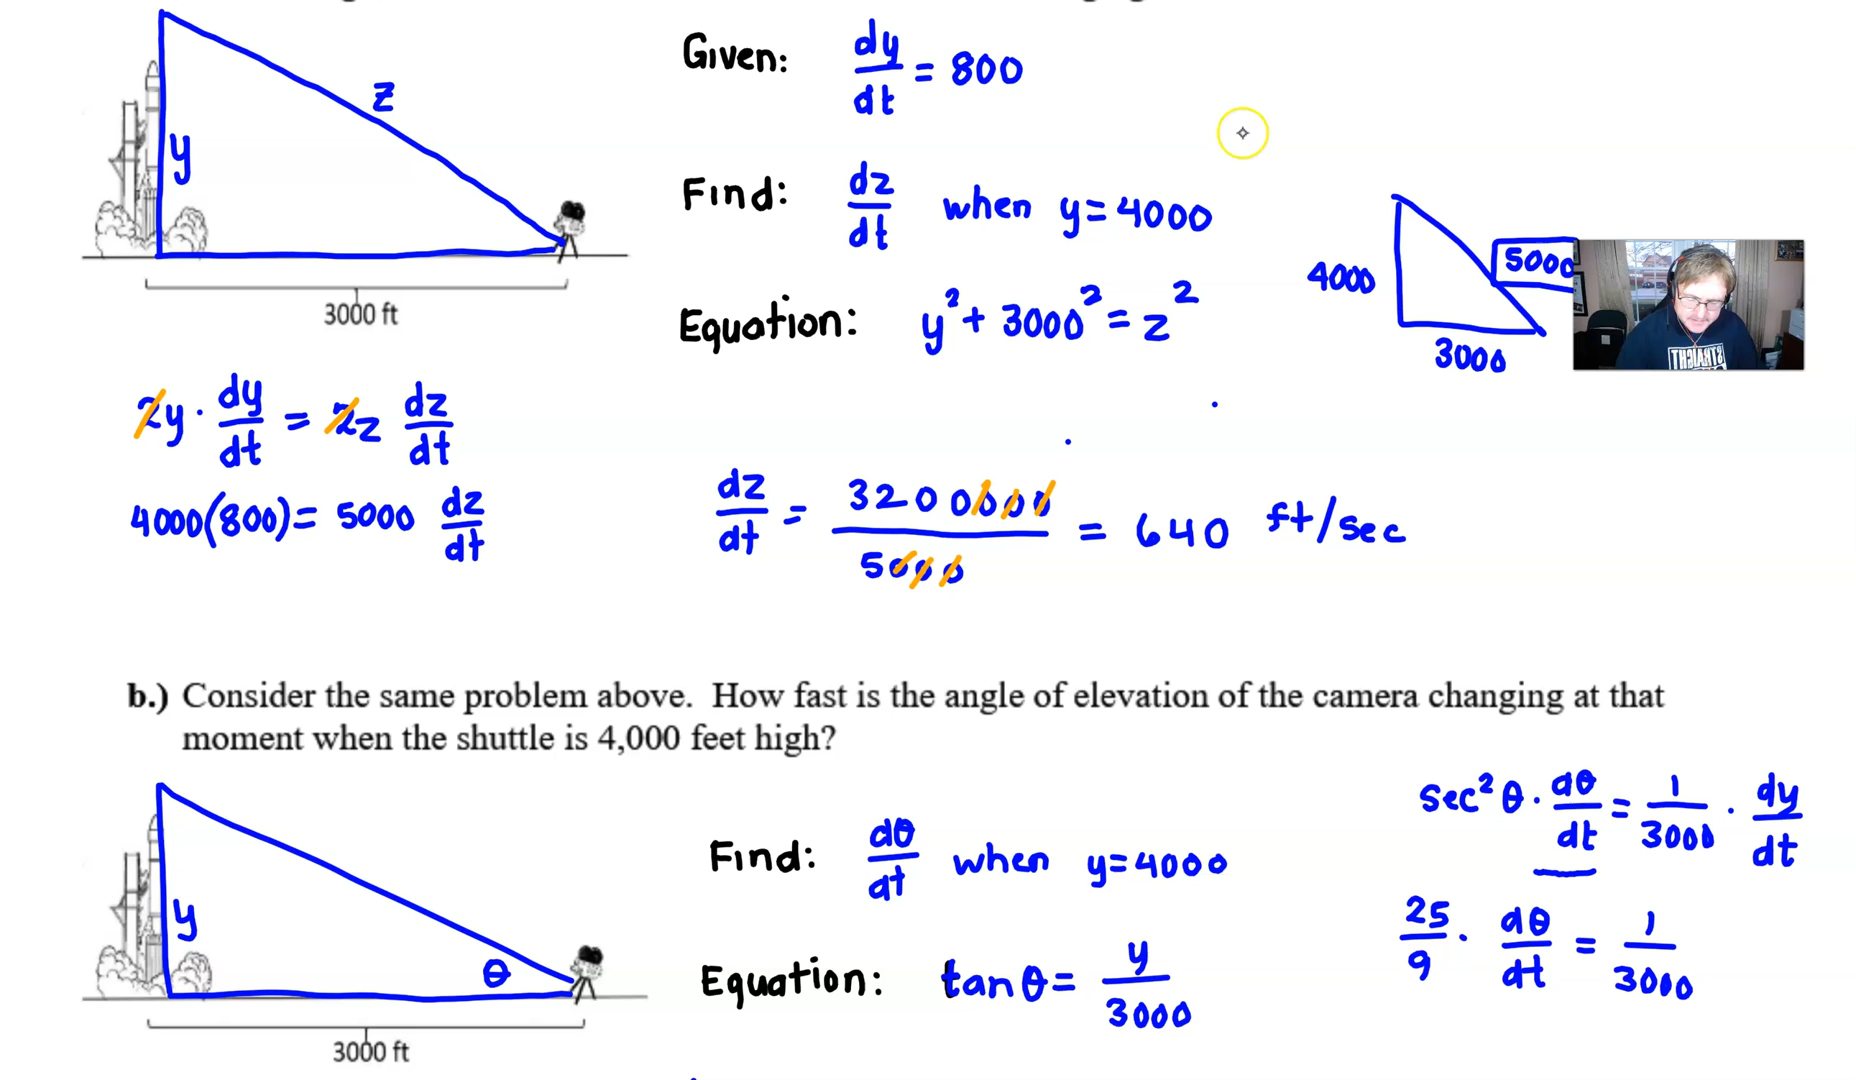 Given: dy/dt = 800
z
y
Find: dz/dt when y=4000
3000 ft
Equation: y² + 3000² = z²
4000
5000
3000
2y · dy/dt = 2z dz/dt
4000(800) = 5000 dz/dt
dz/dt = 3200000/5000 = 640 ft/sec
b.) Consider the same problem above. How fast is the angle of elevation of the camera changing at that
moment when the shuttle is 4,000 feet high?
y
θ
3000 ft
Find: dθ/dt when y=4000
Equation: tanθ = y/3000
sec²θ · dθ/dt = 1/3000 · dy/dt
25/9 · dθ/dt = 1/3000